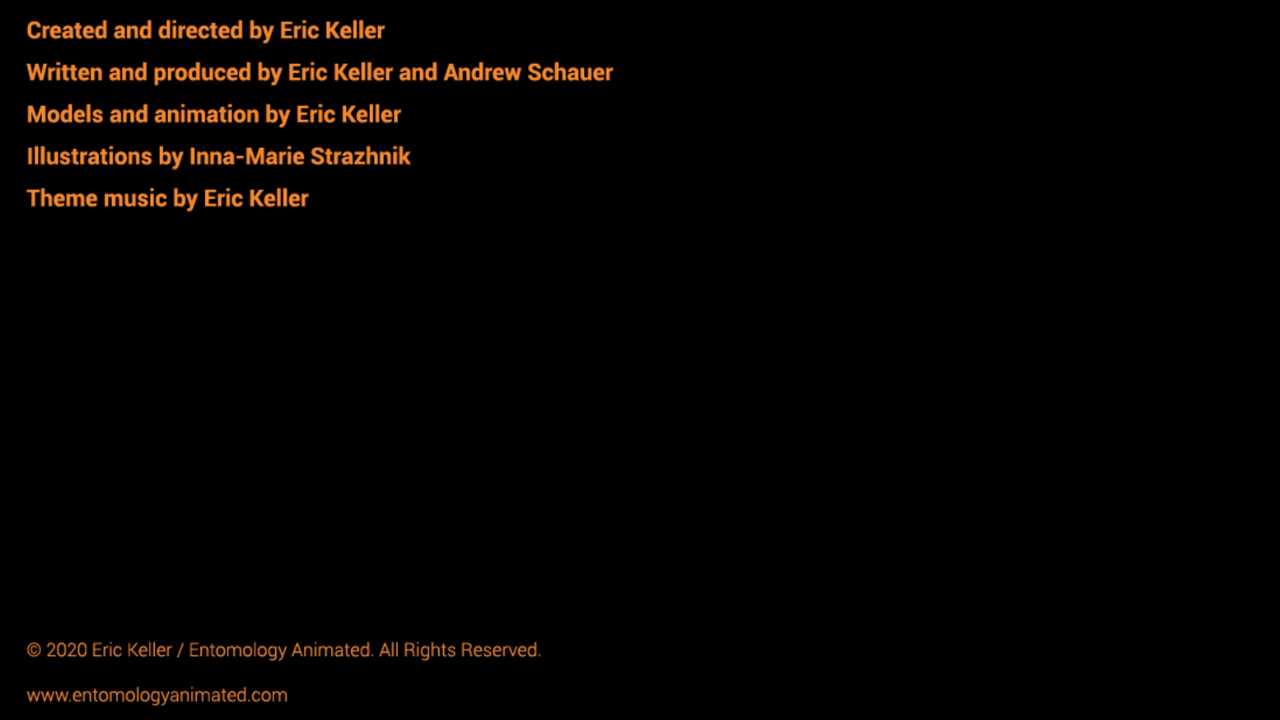 Created and directed by Eric Keller
Written and produced by Eric Keller and Andrew Schauer
Models and animation by Eric Keller
Illustrations by Inna-Marie Strazhnik
Theme music by Eric Keller
© 2020 Eric Keller / Entomology Animated. All Rights Reserved.
www.entomologyanimated.com